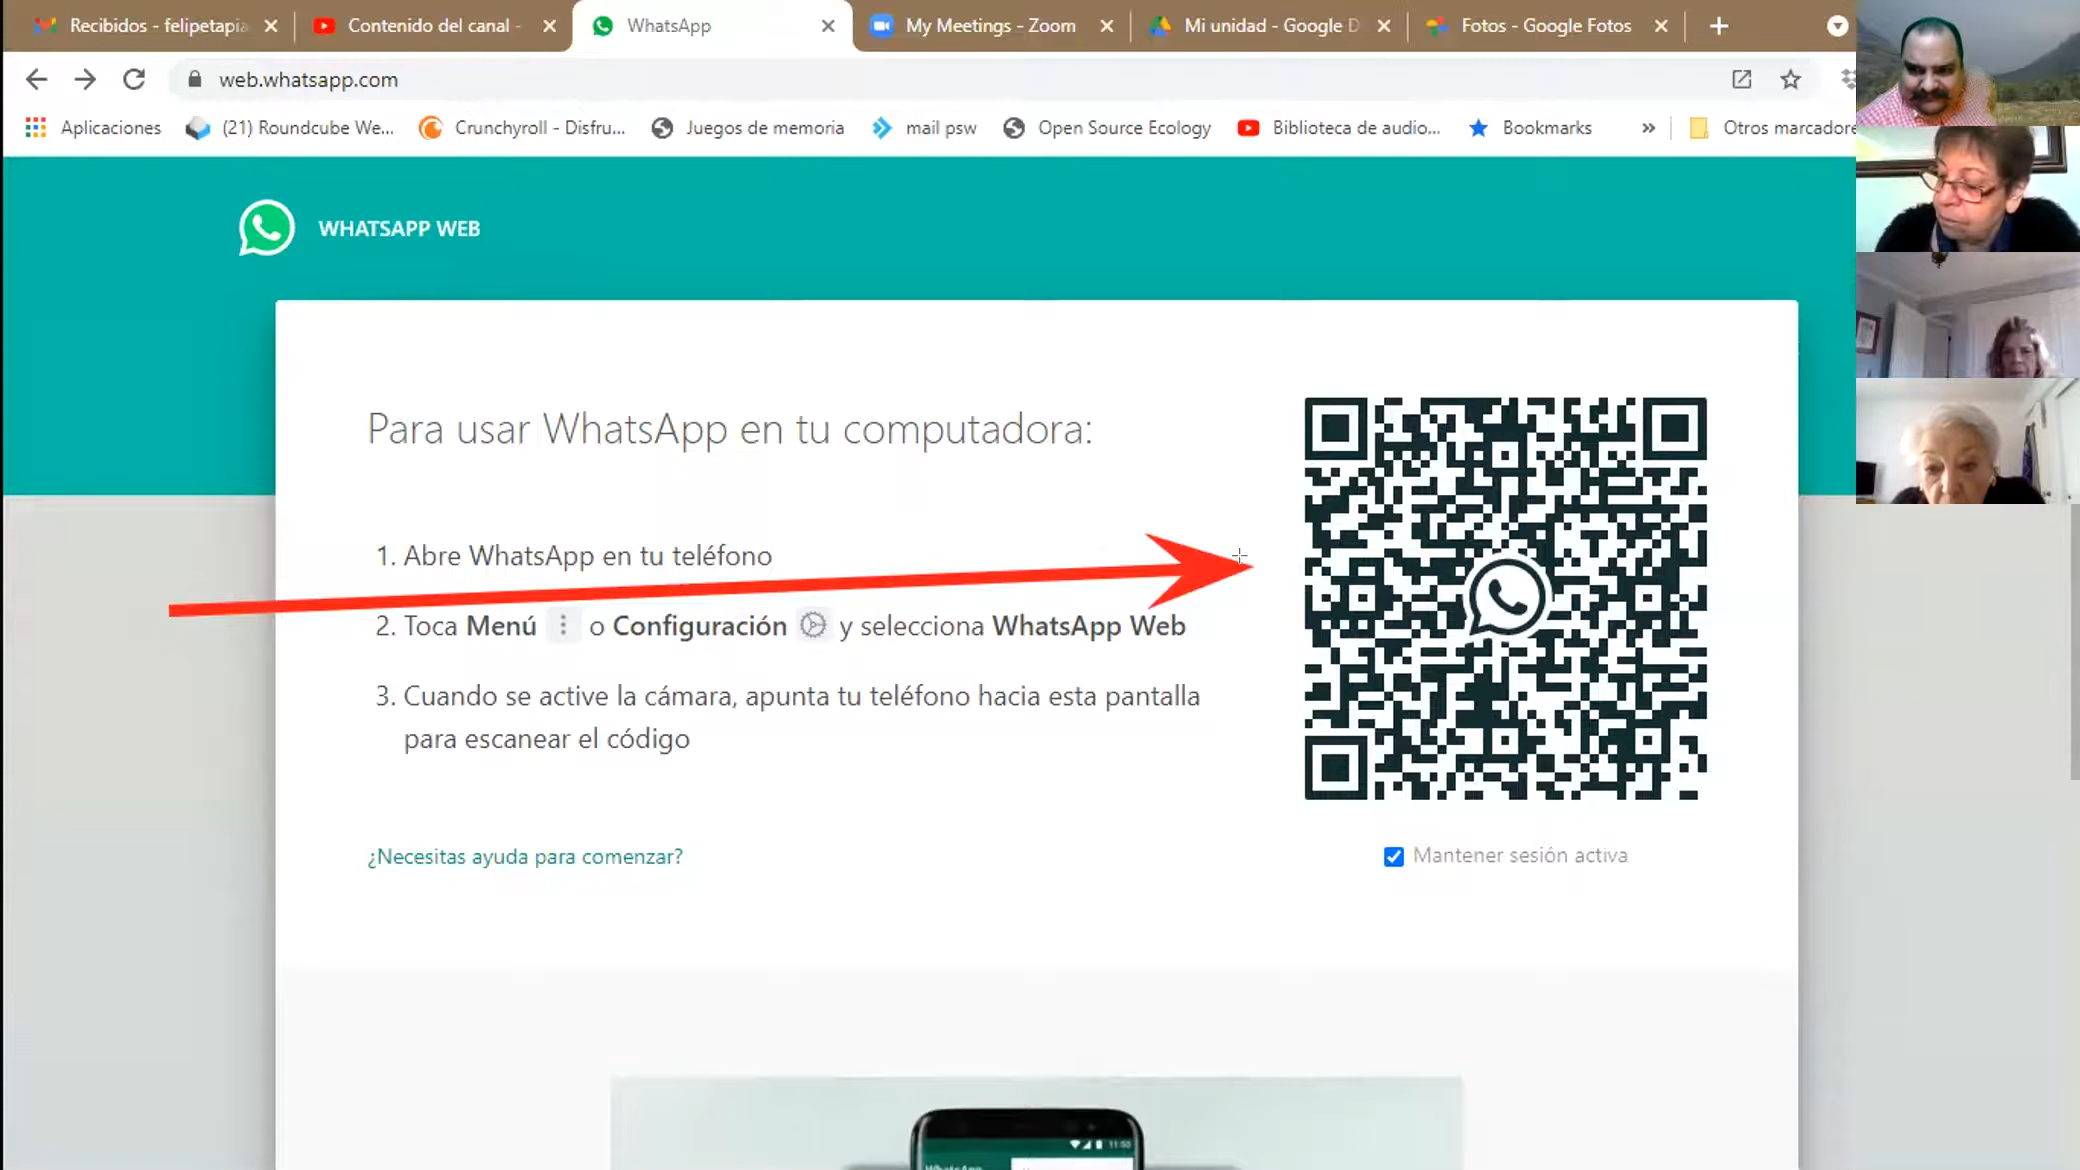 Recibidos - felipetapia
Contenido del canal -
WhatsApp
My Meetings - Zoom
Mi unidad - Google D
Fotos - Google Fotos
web.whatsapp.com
Aplicaciones
(21) Roundcube We...
Crunchyroll - Disfru...
Juegos de memoria
mail psw
Open Source Ecology
Biblioteca de audio...
Bookmarks
»
Otros marcadore
WHATSAPP WEB
Para usar WhatsApp en tu computadora:
1. Abre WhatsApp en tu teléfono
2. Toca Menú o Configuración y selecciona WhatsApp Web
3. Cuando se active la cámara, apunta tu teléfono hacia esta pantalla
para escanear el código
¿Necesitas ayuda para comenzar?
Mantener sesión activa
11:50
WhatsApp